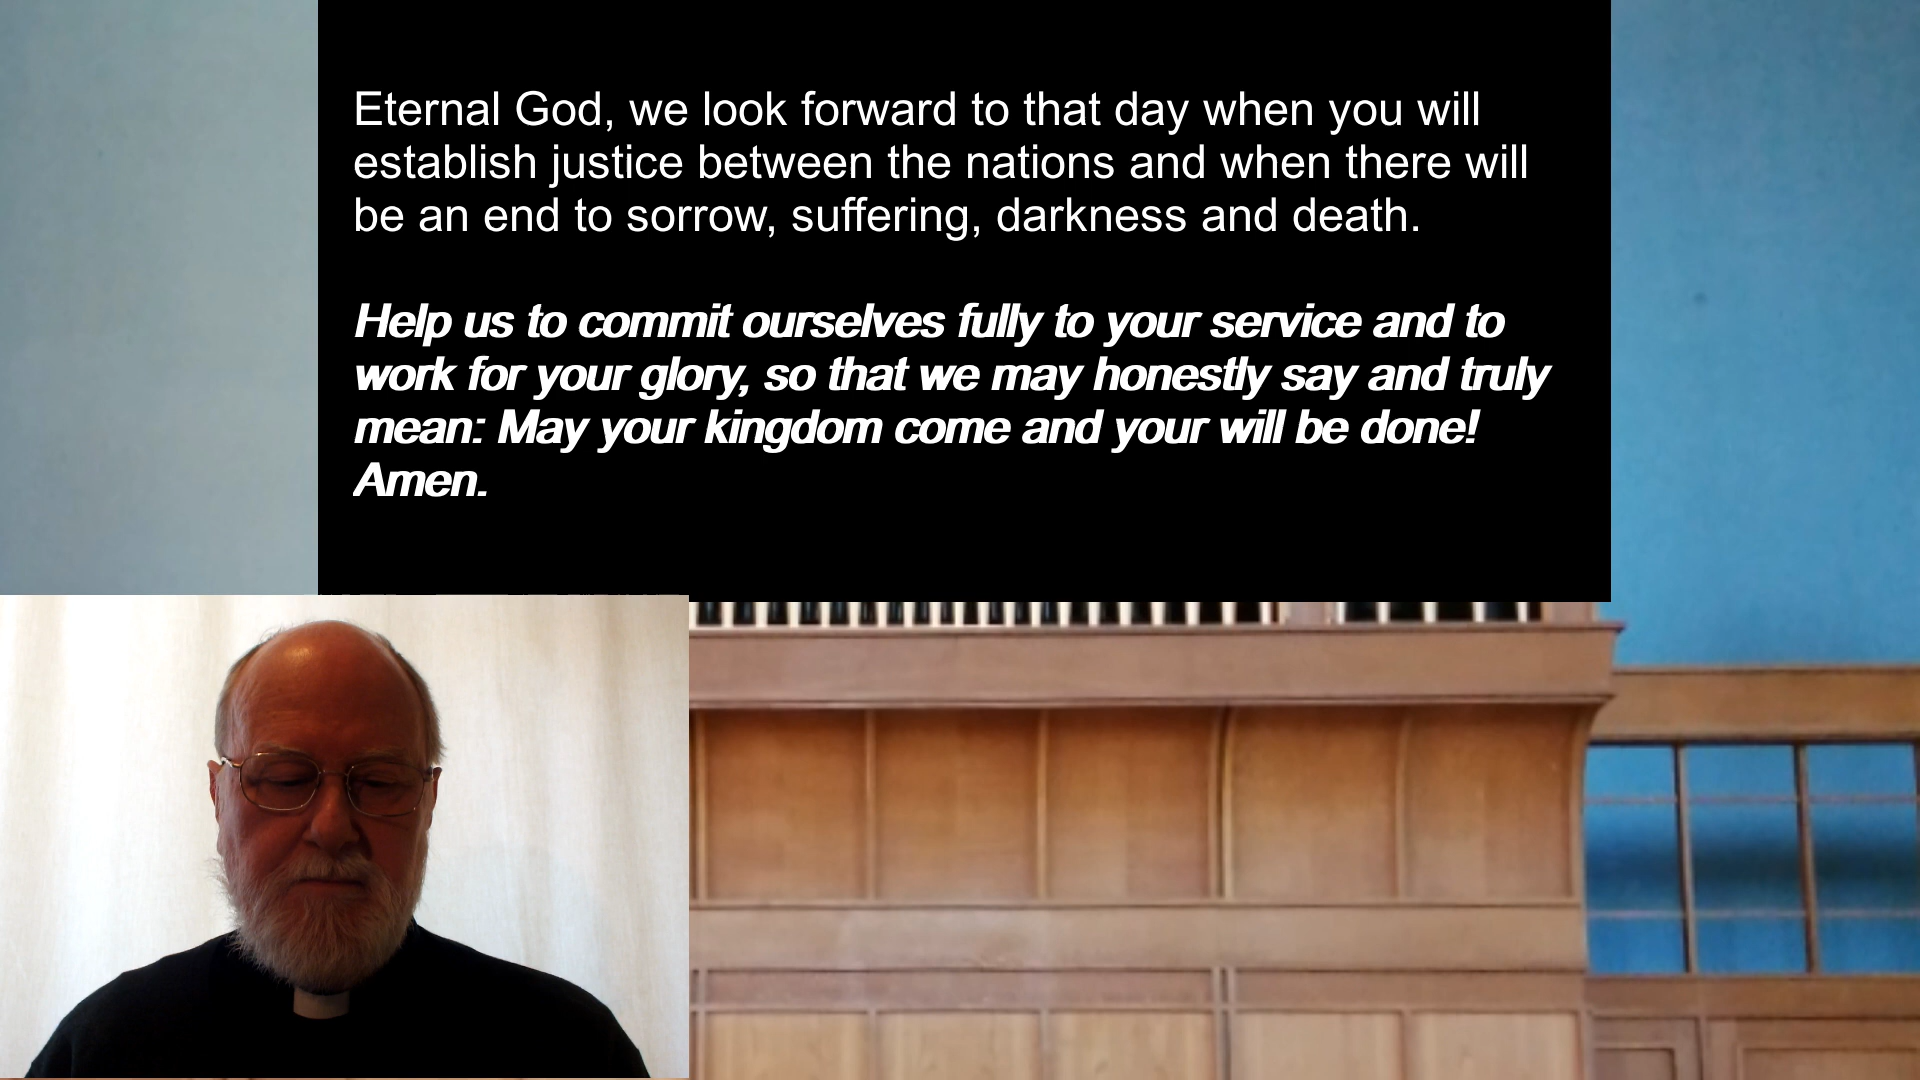 Eternal God, we look forward to that day when you will
establish justice between the nations and when there will
be an end to sorrow, suffering, darkness and death.
Help us to commit ourselves fully to your service and to
work for your glory, so that we may honestly say and truly
mean: May your kingdom come and your will be done!
Amen.